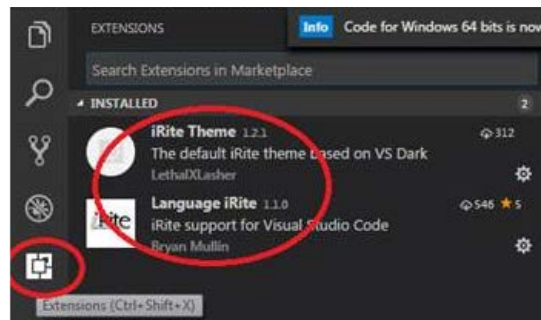 EXTENSIONS
Info Code for Windows 64 bits is now
Search Extensions in Marketplace
INSTALLED 2
iRite Theme 1.2.1 312
The default iRite theme based on VS Dark
LethalXLasher
Language iRite 1.1.0 546 ★ 5
iRite support for Visual Studio Code
Bryan Mullin
iRite
Extensions (Ctrl+Shift+X)